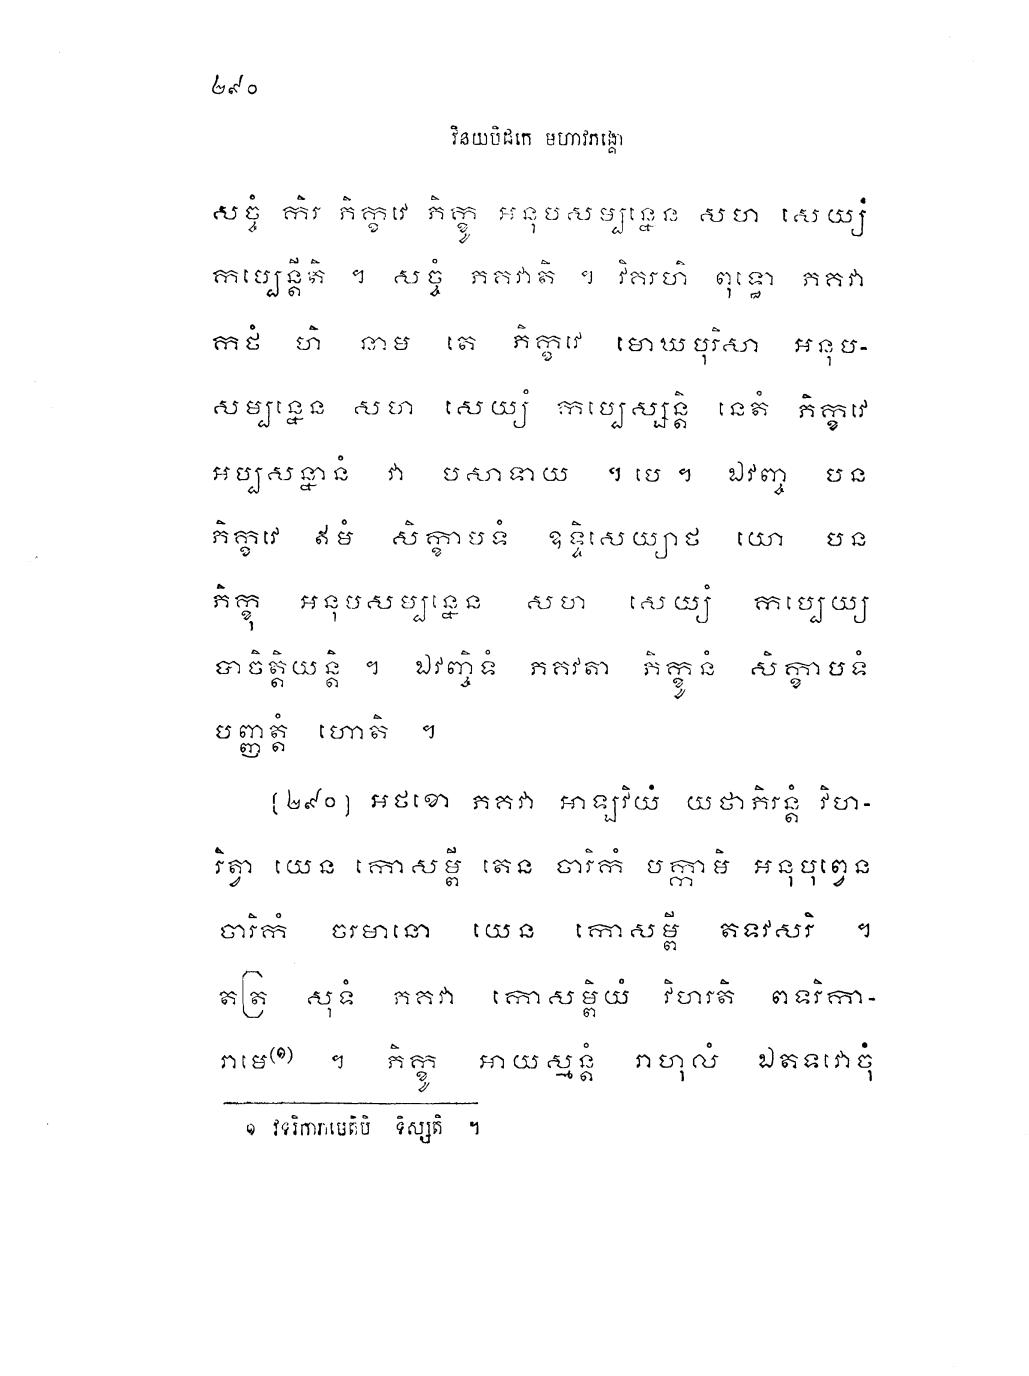 ២៩០
វិនយបិដកេ មហាវិភង្គោ
សច្ចំ កិរ ភិក្ខវេ ភិក្ខូ អនុបសម្បន្នេន សហ សេយ្យំ
កប្បេន្តីតិ ។ សច្ចំ ភគវាតិ ។ វិគរហិ ពុទ្ធោ ភគវា
កថំ ហិ នាម តេ ភិក្ខវេ មោឃបុរិសា អនុប-
សម្បន្នេន សហ សេយ្យំ កប្បេស្សន្តិ នេតំ ភិក្ខវេ
អប្បសន្នានំ វា បសាទាយ ។ បេ ។ ឯវញ្ច បន
ភិក្ខវេ ឥមំ សិក្ខាបទំ ឧទ្ទិសេយ្យាថ យោ បន
ភិក្ខុ អនុបសម្បន្នេន សហ សេយ្យំ កប្បេយ្យ
បាចិត្តិយន្តិ ។ ឯវញ្ចិទំ ភគវតា ភិក្ខូនំ សិក្ខាបទំ
បញ្ញត្តំ ហោតិ ។
[២៩០] អថខោ ភគវា អាឡវិយំ យថាភិរន្តំ វិហ-
រិត្វា យេន កោសម្ពី តេន ចារិកំ បក្កាមិ អនុបុព្វេន
ចារិកំ ចរមានោ យេន កោសម្ពី តទវសរិ ។
តត្រ សុទំ ភគវា កោសម្ពិយំ វិហរតិ ពទរិកា-
រាមេ(១) ។ ភិក្ខូ អាយស្មន្តំ រាហុលំ ឯតទវោចុំ
១ វទរិការាមេតិបិ ទិស្សតិ ។